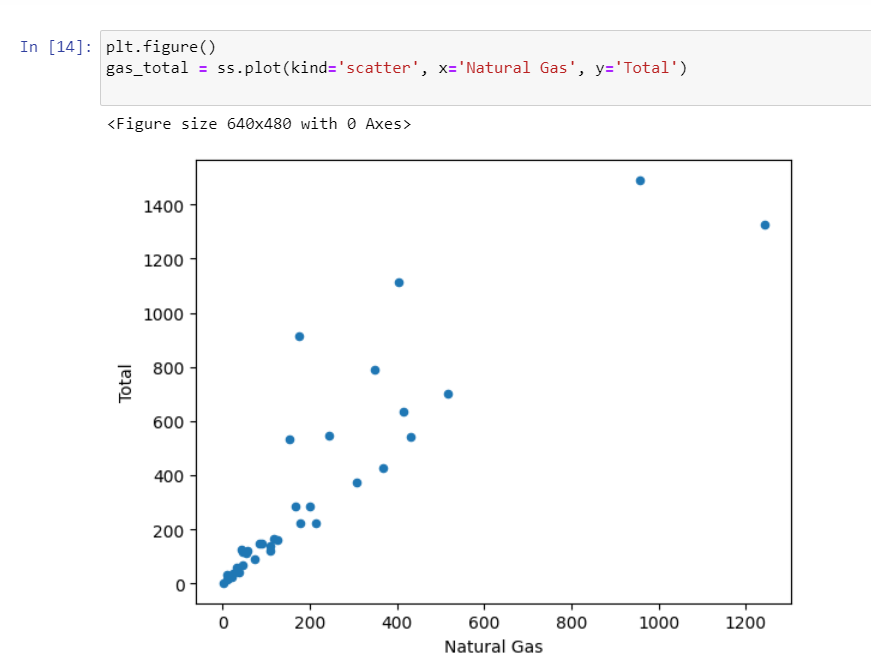 In [14]: plt.figure()
gas_total = ss.plot(kind='scatter', x='Natural Gas', y='Total')
<Figure size 640x480 with 0 Axes>
1400
1200
1000
800
600
400
200
0
Total
0 200 400 600 800 1000 1200
Natural Gas